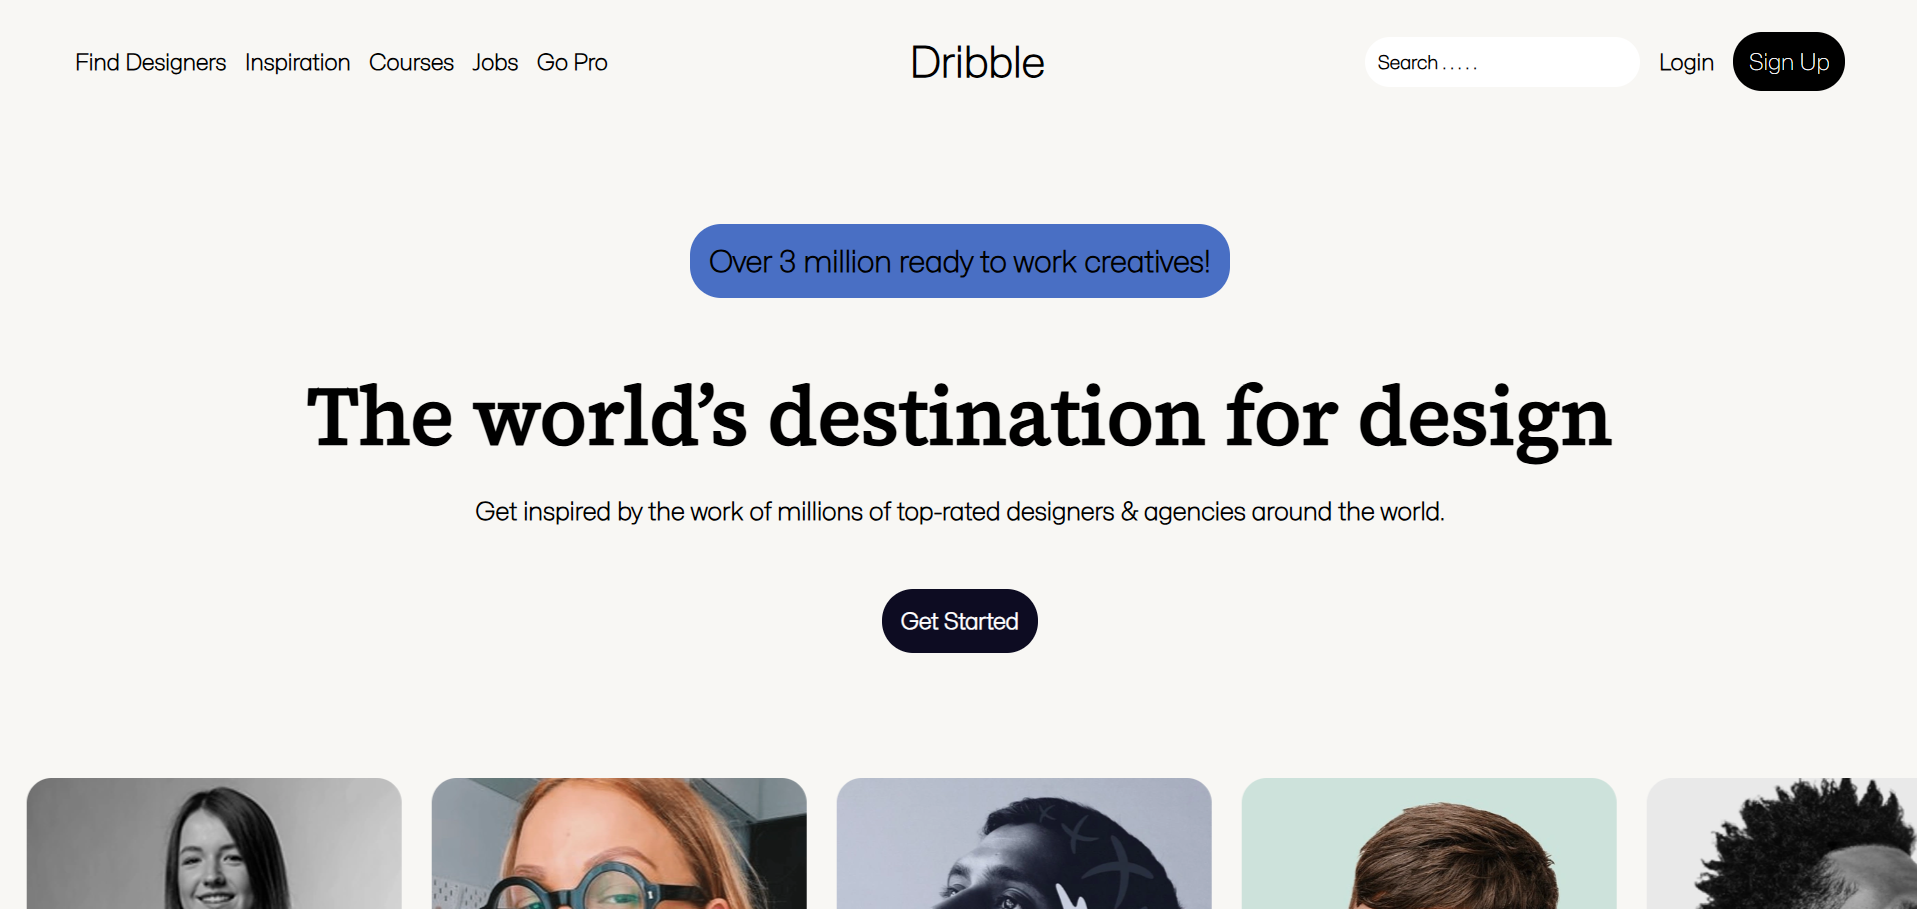 Find Designers Inspiration Courses Jobs Go Pro Dribble Search . . . . . Login Sign Up
Over 3 million ready to work creatives!
The world’s destination for design
Get inspired by the work of millions of top-rated designers & agencies around the world.
Get Started